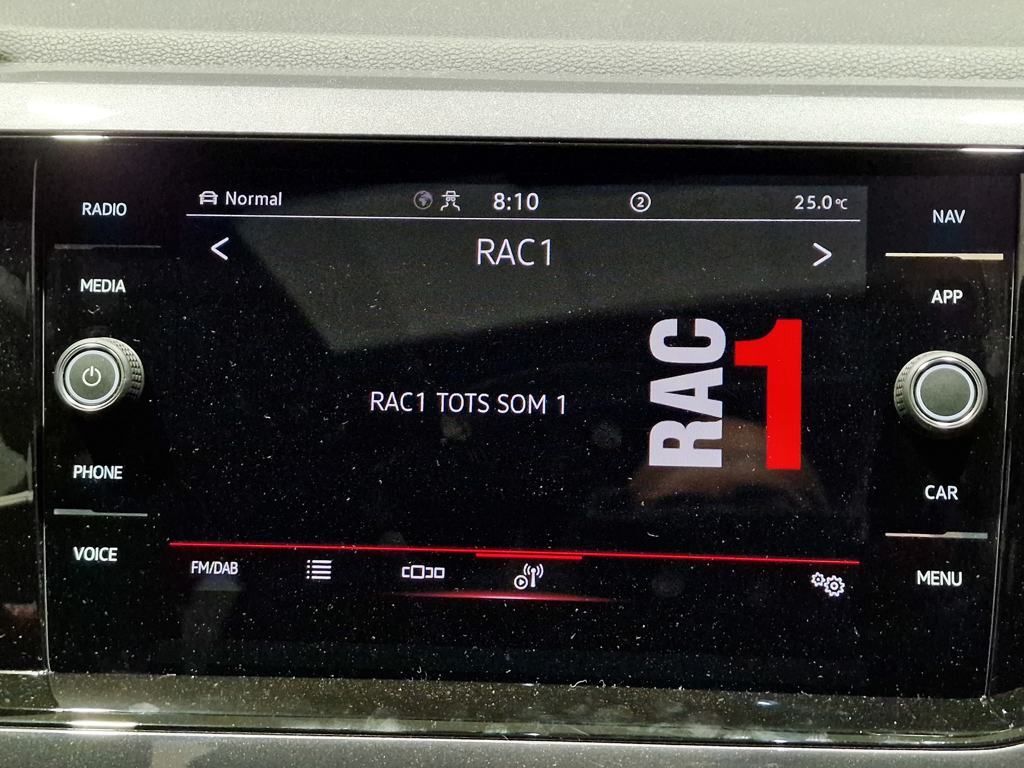 Normal
8:10
2
25.0°C
RADIO
MEDIA
PHONE
VOICE
<
RAC1
>
RAC1 TOTS SOM 1
RAC
1
FM/DAB
NAV
APP
CAR
MENU